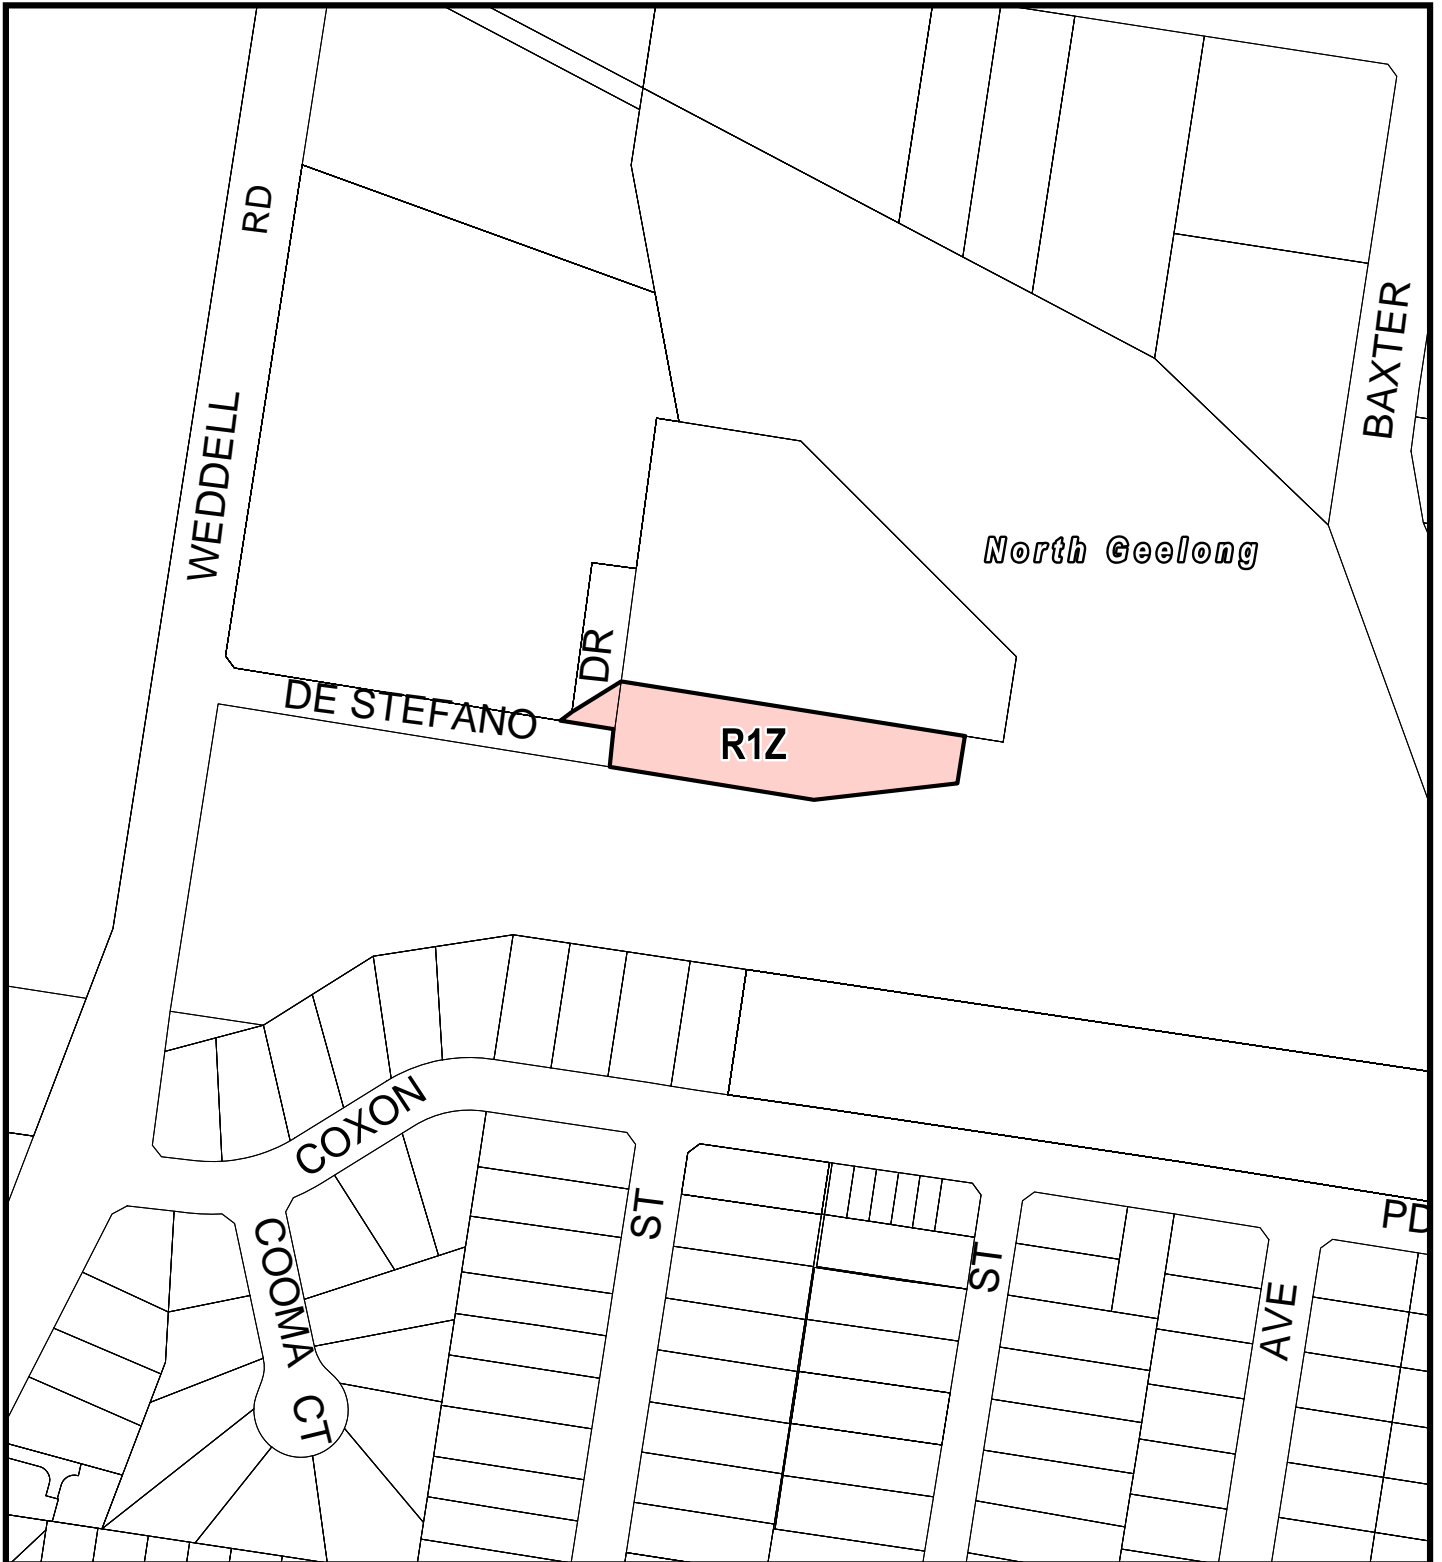 RD
WEDDELL
BAXTER
North Geelong
DR
DE STEFANO
R1Z
COXON
ST
PD
COOMA CT
ST
AVE